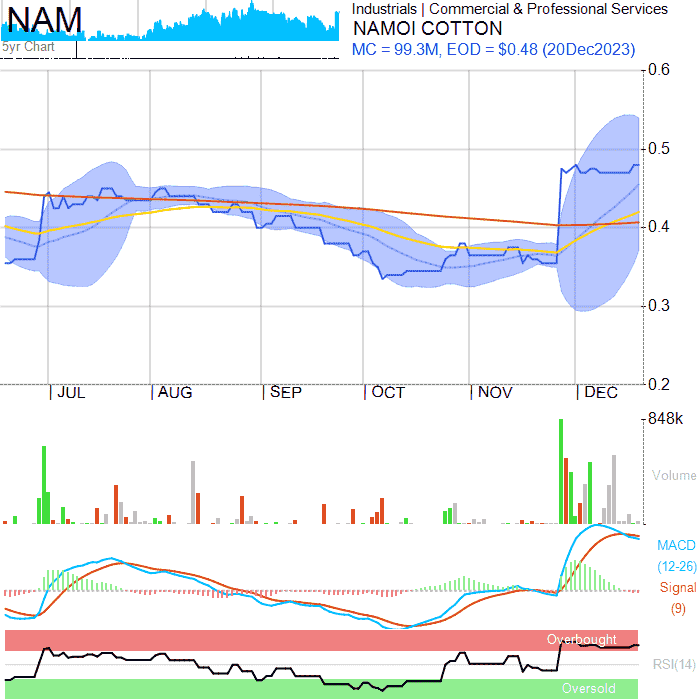 NAM
5yr Chart
Industrials | Commercial & Professional Services
NAMOI COTTON
MC = 99.3M, EOD = $0.48 (20Dec2023)
0.6
0.5
0.4
0.3
0.2
JUL AUG SEP OCT NOV DEC
848k
Volume
MACD
(12-26)
Signal
(9)
Overbought
RSI(14)
Oversold